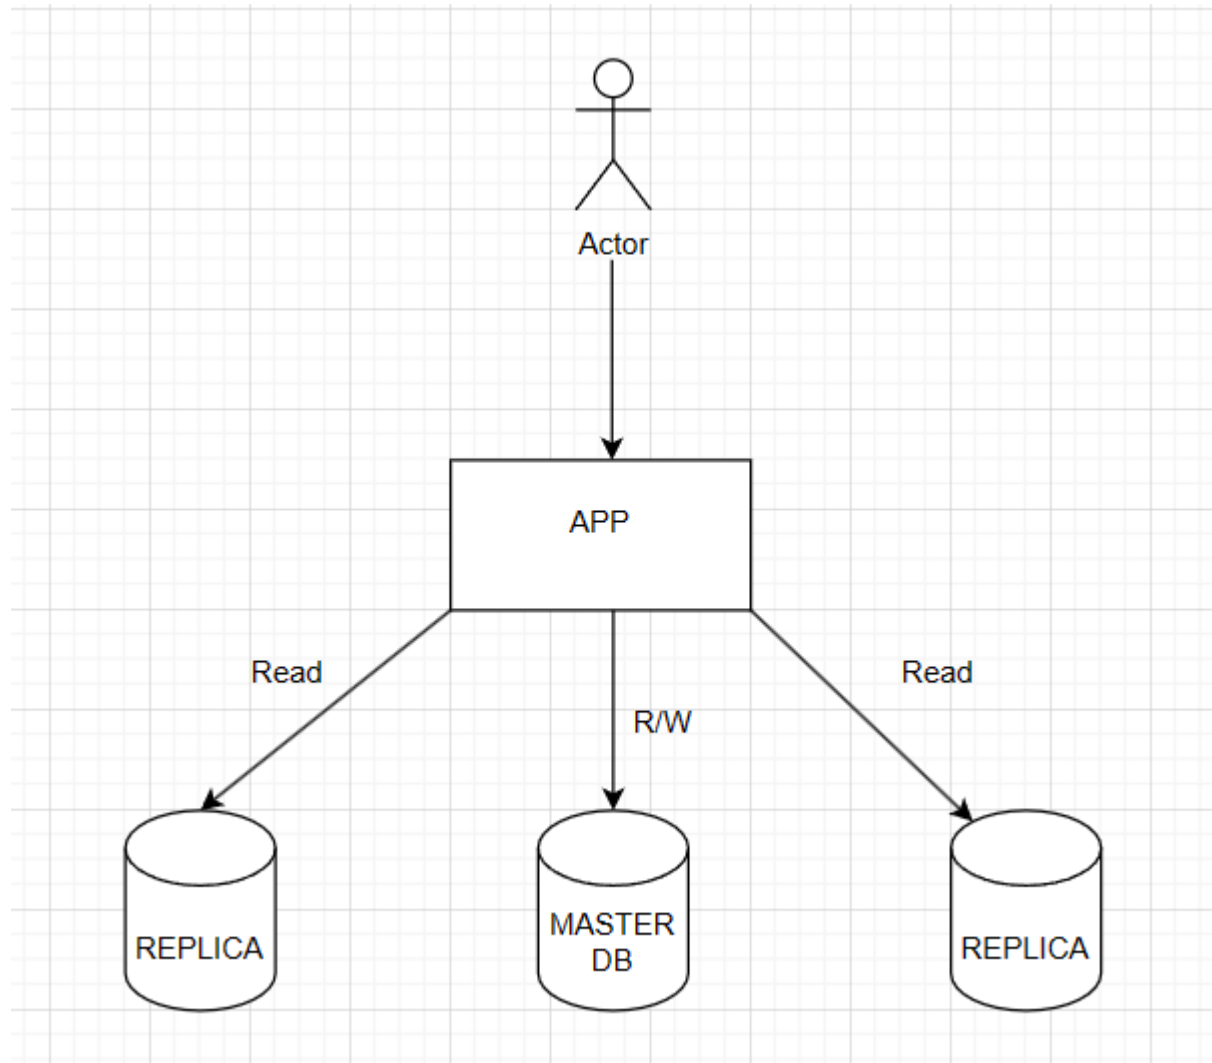 Actor
APP
Read
Read
R/W
REPLICA
MASTER
DB
REPLICA